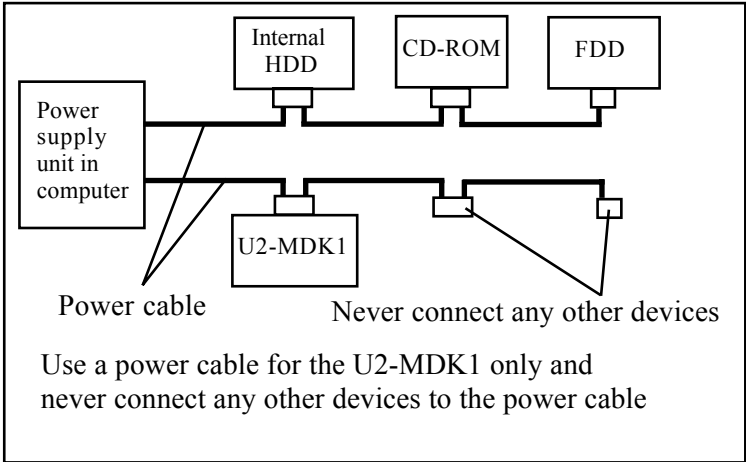 Internal
HDD
CD-ROM
FDD
Power
supply
unit in
computer
U2-MDK1
Power cable
Never connect any other devices
Use a power cable for the U2-MDK1 only and
never connect any other devices to the power cable